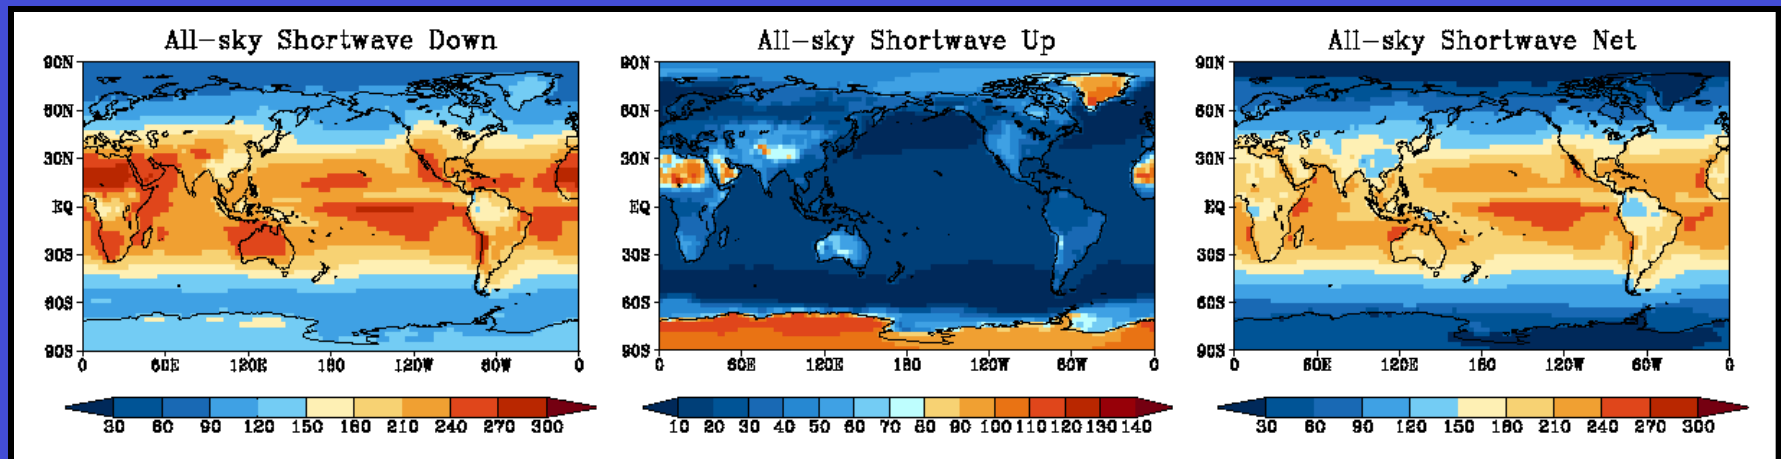 All-sky Shortwave Down
90N
60N
30N
EQ
30S
60S
90S
0 60E 120E 180 120W 60W 0
30 60 90 120 150 180 210 240 270 300
All-sky Shortwave Up
90N
60N
30N
EQ
30S
60S
90S
0 60E 120E 180 120W 60W 0
10 20 30 40 50 60 70 80 90 100 110 120 130 140
All-sky Shortwave Net
90N
60N
30N
EQ
30S
60S
90S
0 60E 120E 180 120W 60W 0
30 60 90 120 150 180 210 240 270 300